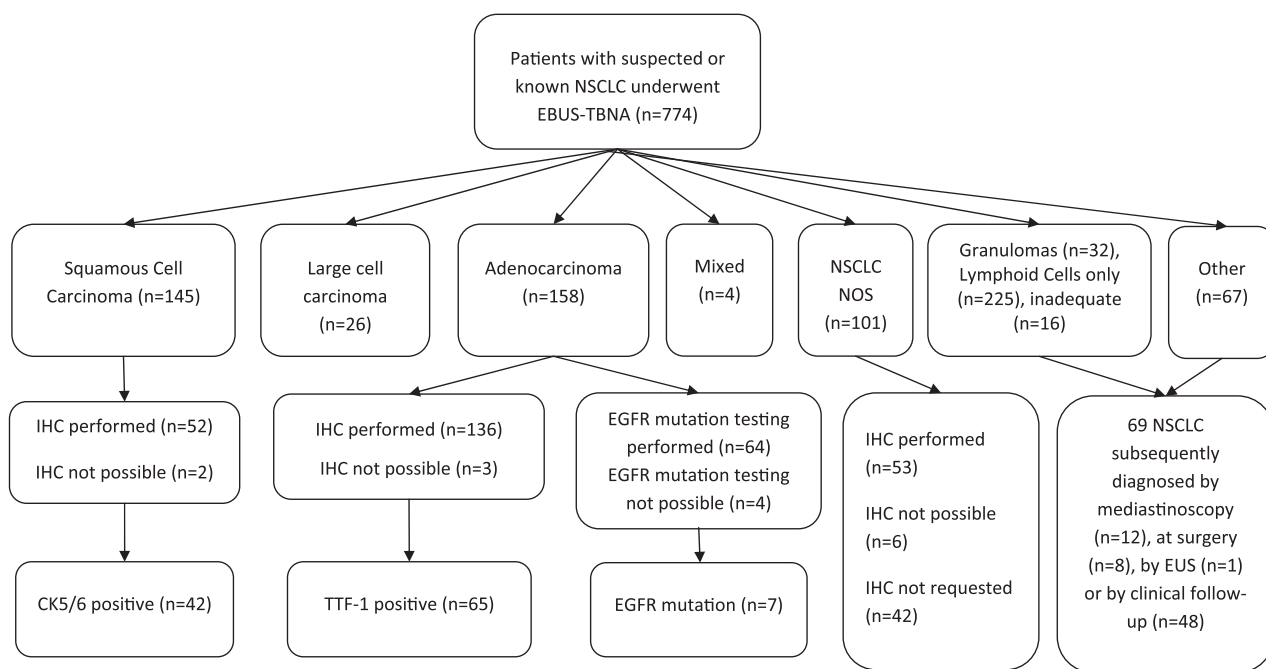 Patients with suspected or
known NSCLC underwent
EBUS-TBNA (n=774)
Squamous Cell
Carcinoma (n=145)
Large cell
carcinoma
(n=26)
Adenocarcinoma
(n=158)
Mixed
(n=4)
NSCLC
NOS
(n=101)
Granulomas (n=32),
Lymphoid Cells only
(n=225), inadequate
(n=16)
Other
(n=67)
IHC performed (n=52)
IHC not possible (n=2)
IHC performed (n=136)
IHC not possible (n=3)
EGFR mutation testing
performed (n=64)
EGFR mutation testing
not possible (n=4)
IHC performed
(n=53)
IHC not possible
(n=6)
IHC not requested
(n=42)
69 NSCLC
subsequently
diagnosed by
mediastinoscopy
(n=12), at surgery
(n=8), by EUS (n=1)
or by clinical follow-
up (n=48)
CK5/6 positive (n=42)
TTF-1 positive (n=65)
EGFR mutation (n=7)